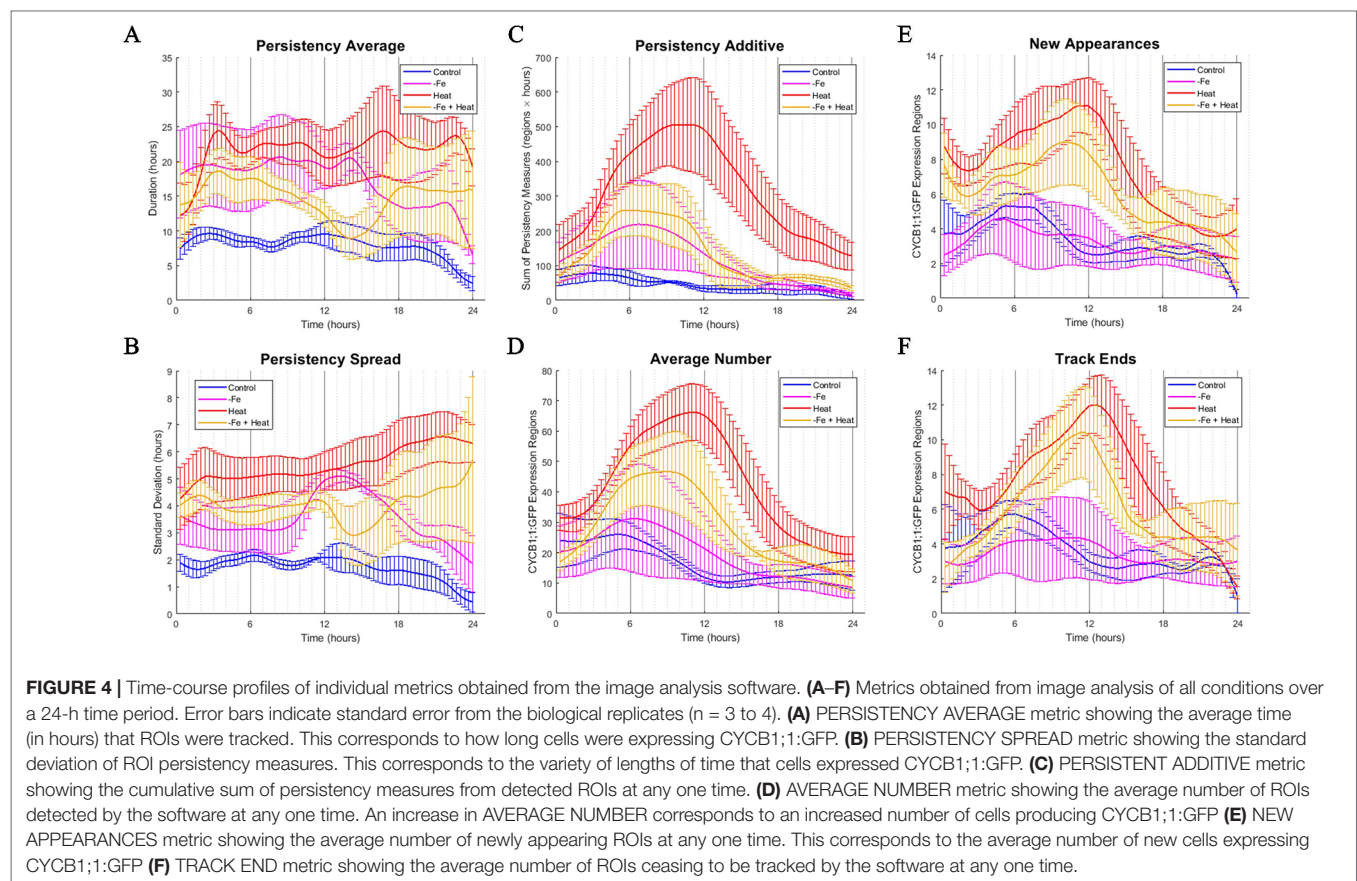 A
Persistency Average
Duration (hours)
35
30
25
20
15
10
5
0
0 6 12 18 24
Time (hours)
Control
-Fe
Heat
-Fe + Heat
C
Persistency Additive
Sum of Persistency Measures (regions × hours)
700
600
500
400
300
200
100
0
0 6 12 18 24
Time (hours)
Control
-Fe
Heat
-Fe + Heat
E
New Appearances
CYCB1;1:GFP Expression Regions
14
12
10
8
6
4
2
0
0 6 12 18 24
Time (hours)
Control
-Fe
Heat
-Fe + Heat
B
Persistency Spread
Standard Deviation (hours)
9
8
7
6
5
4
3
2
1
0
0 6 12 18 24
Time (hours)
Control
-Fe
Heat
-Fe + Heat
D
Average Number
CYCB1;1:GFP Expression Regions
80
70
60
50
40
30
20
10
0
0 6 12 18 24
Time (hours)
Control
-Fe
Heat
-Fe + Heat
F
Track Ends
CYCB1;1:GFP Expression Regions
14
12
10
8
6
4
2
0
0 6 12 18 24
Time (hours)
Control
-Fe
Heat
-Fe + Heat
FIGURE 4 | Time-course profiles of individual metrics obtained from the image analysis software. (A–F) Metrics obtained from image analysis of all conditions over
a 24-h time period. Error bars indicate standard error from the biological replicates (n = 3 to 4). (A) PERSISTENCY AVERAGE metric showing the average time
(in hours) that ROIs were tracked. This corresponds to how long cells were expressing CYCB1;1:GFP. (B) PERSISTENCY SPREAD metric showing the standard
deviation of ROI persistency measures. This corresponds to the variety of lengths of time that cells expressed CYCB1;1:GFP. (C) PERSISTENT ADDITIVE metric
showing the cumulative sum of persistency measures from detected ROIs at any one time. (D) AVERAGE NUMBER metric showing the average number of ROIs
detected by the software at any one time. An increase in AVERAGE NUMBER corresponds to an increased number of cells producing CYCB1;1:GFP (E) NEW
APPEARANCES metric showing the average number of newly appearing ROIs at any one time. This corresponds to the average number of new cells expressing
CYCB1;1:GFP (F) TRACK END metric showing the average number of ROIs ceasing to be tracked by the software at any one time.